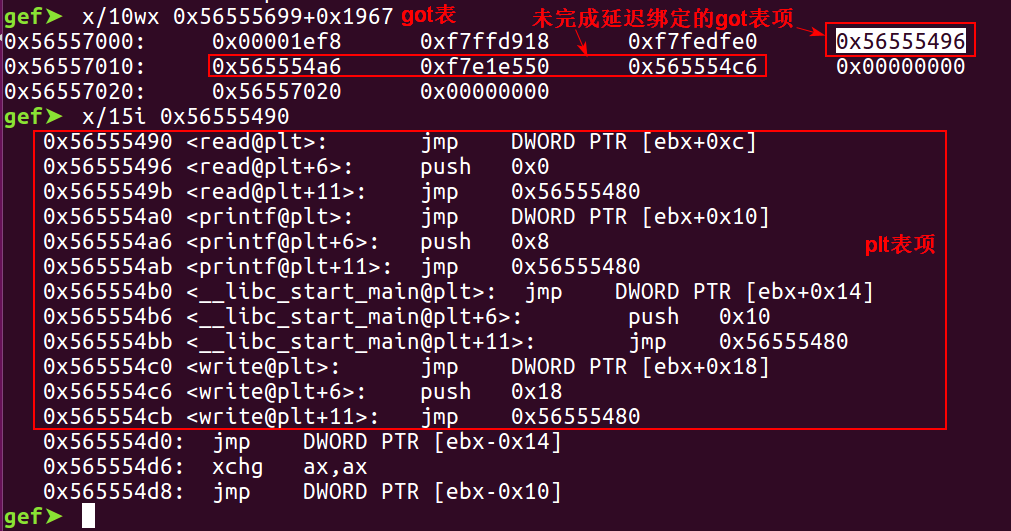 gef➤ x/10wx 0x56555699+0x1967 got表 未完成延迟绑定的got表项
0x56557000: 0x00001ef8 0xf7ffd918 0xf7fedfe0 0x56555496
0x56557010: 0x565554a6 0xf7e1e550 0x565554c6 0x00000000
0x56557020: 0x56557020 0x00000000
gef➤ x/15i 0x56555490
0x56555490 <read@plt>: jmp DWORD PTR [ebx+0xc]
0x56555496 <read@plt+6>: push 0x0
0x5655549b <read@plt+11>: jmp 0x56555480
0x565554a0 <printf@plt>: jmp DWORD PTR [ebx+0x10]
0x565554a6 <printf@plt+6>: push 0x8 plt表项
0x565554ab <printf@plt+11>: jmp 0x56555480
0x565554b0 <__libc_start_main@plt>: jmp DWORD PTR [ebx+0x14]
0x565554b6 <__libc_start_main@plt+6>: push 0x10
0x565554bb <__libc_start_main@plt+11>: jmp 0x56555480
0x565554c0 <write@plt>: jmp DWORD PTR [ebx+0x18]
0x565554c6 <write@plt+6>: push 0x18
0x565554cb <write@plt+11>: jmp 0x56555480
0x565554d0: jmp DWORD PTR [ebx-0x14]
0x565554d6: xchg ax,ax
0x565554d8: jmp DWORD PTR [ebx-0x10]
gef➤